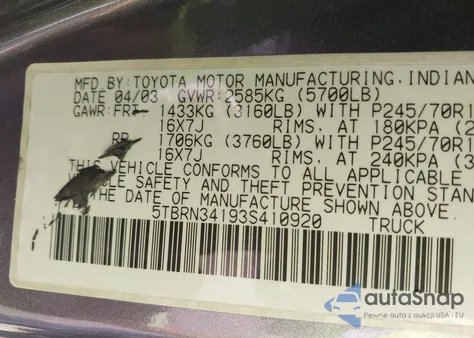 MFD.BY:TOYOTA MOTOR MANUFACTURING.INDIAN
DATE 04/03 GVWR:2585KG (5700LB)
GAWR:FRT 1433KG (3160LB) WITH P245/70R1
16X7J RIMS. AT 180KPA (2
RR 1706KG (3760LB) WITH P245/70R1
16X7J RIMS. AT 240KPA (3
THIS VEHICLE CONFORMS TO ALL APPLICABLE
VEHICLE SAFETY AND THEFT PREVENTION STAN
THE DATE OF MANUFACTURE SHOWN ABOVE.
5TBRN34193S410920 TRUCK
autoSnap
Pewne auta z aukcji USA i EU